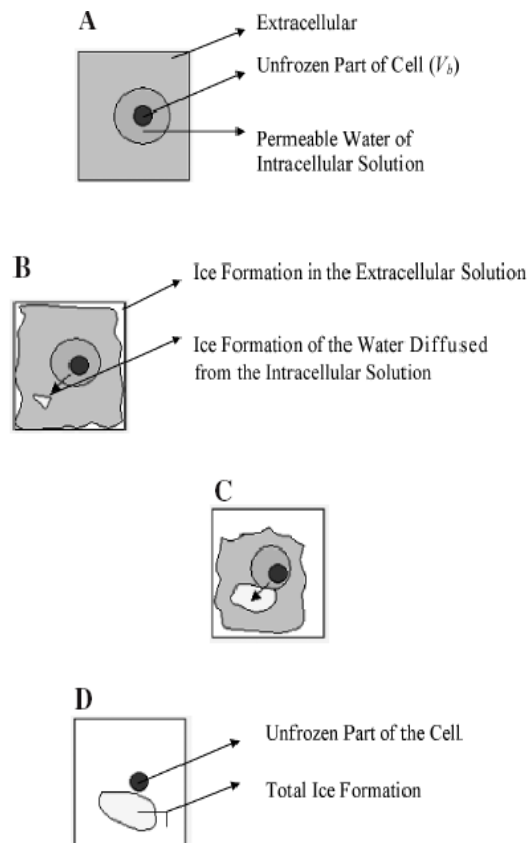 A
Extracellular
Unfrozen Part of Cell (Vb)
Permeable Water of
Intracellular Solution
B
Ice Formation in the Extracellular Solution
Ice Formation of the Water Diffused
from the Intracellular Solution
C
D
Unfrozen Part of the Cell
Total Ice Formation